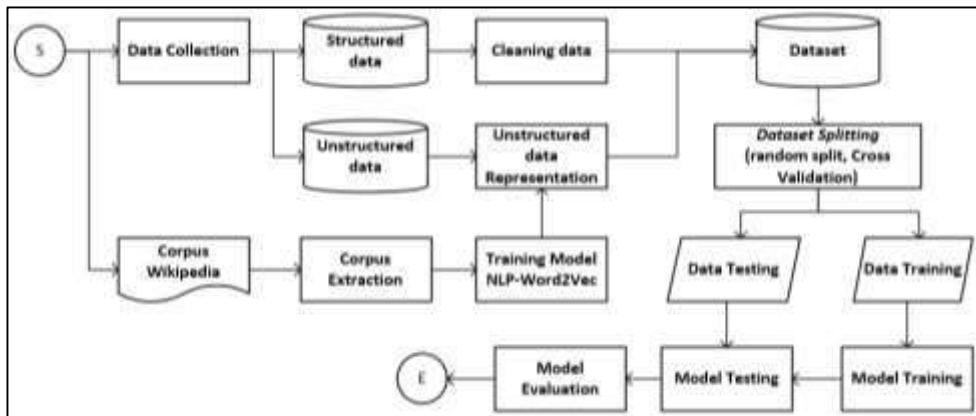 S
Data Collection
Structured
data
Cleaning data
Dataset
Unstructured
data
Unstructured
data
Representation
Dataset Splitting
(random split, Cross
Validation)
Corpus
Wikipedia
Corpus
Extraction
Training Model
NLP-Word2Vec
Data Testing
Data Training
E
Model
Evaluation
Model Testing
Model Training